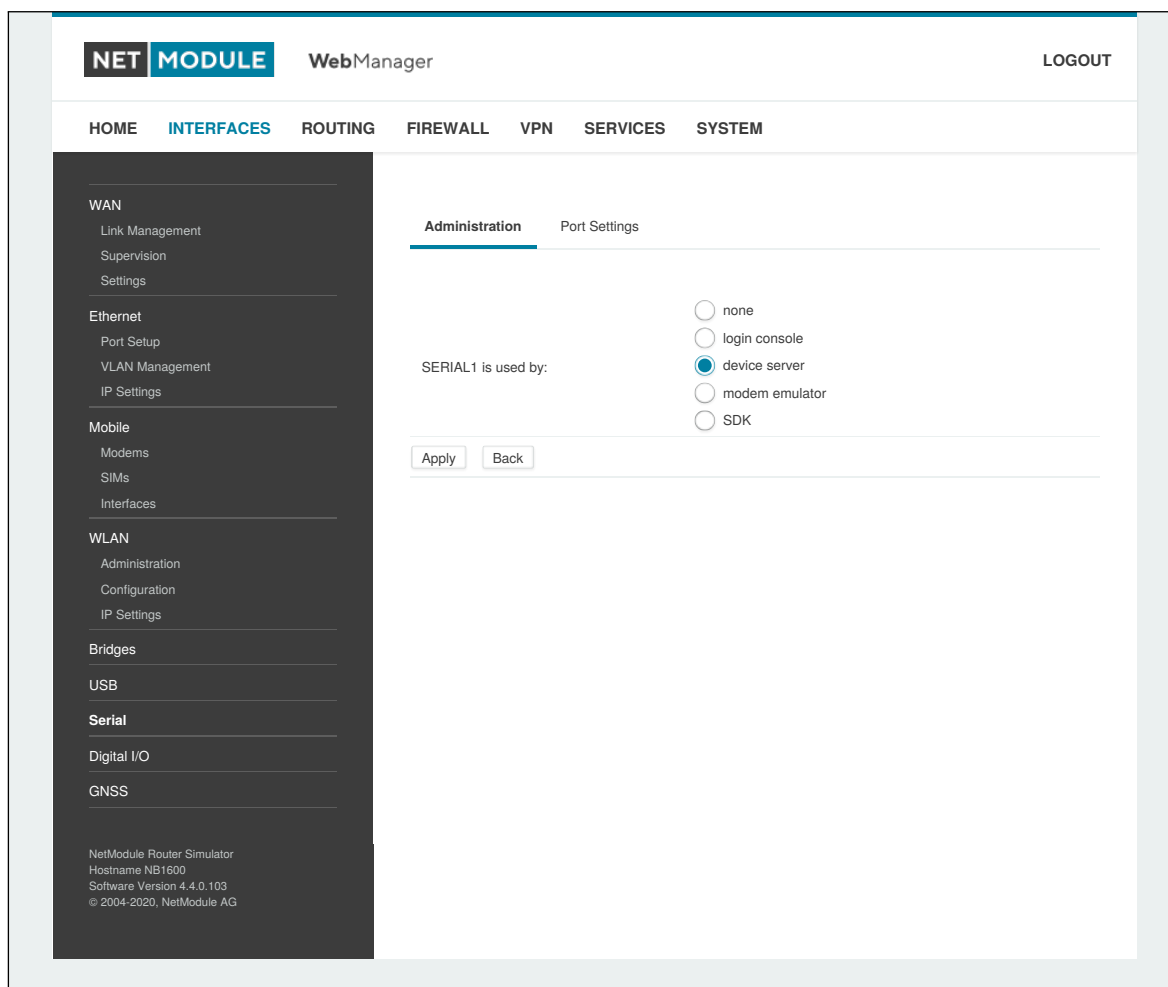 NET MODULE WebManager LOGOUT
HOME INTERFACES ROUTING FIREWALL VPN SERVICES SYSTEM
WAN
Link Management
Supervision
Settings
Ethernet
Port Setup
VLAN Management
IP Settings
Mobile
Modems
SIMs
Interfaces
WLAN
Administration
Configuration
IP Settings
Bridges
USB
Serial
Digital I/O
GNSS
NetModule Router Simulator
Hostname NB1600
Software Version 4.4.0.103
© 2004-2020, NetModule AG
Administration Port Settings
SERIAL1 is used by:
none
login console
device server
modem emulator
SDK
Apply Back